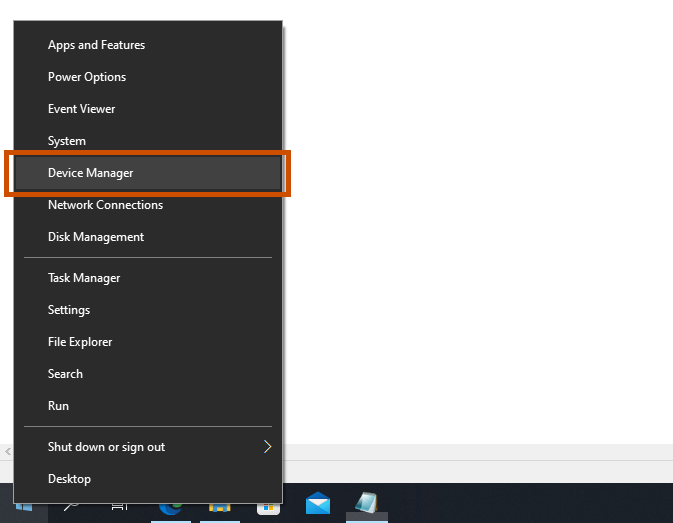 Apps and Features
Power Options
Event Viewer
System
Device Manager
Network Connections
Disk Management
Task Manager
Settings
File Explorer
Search
Run
Shut down or sign out
Desktop